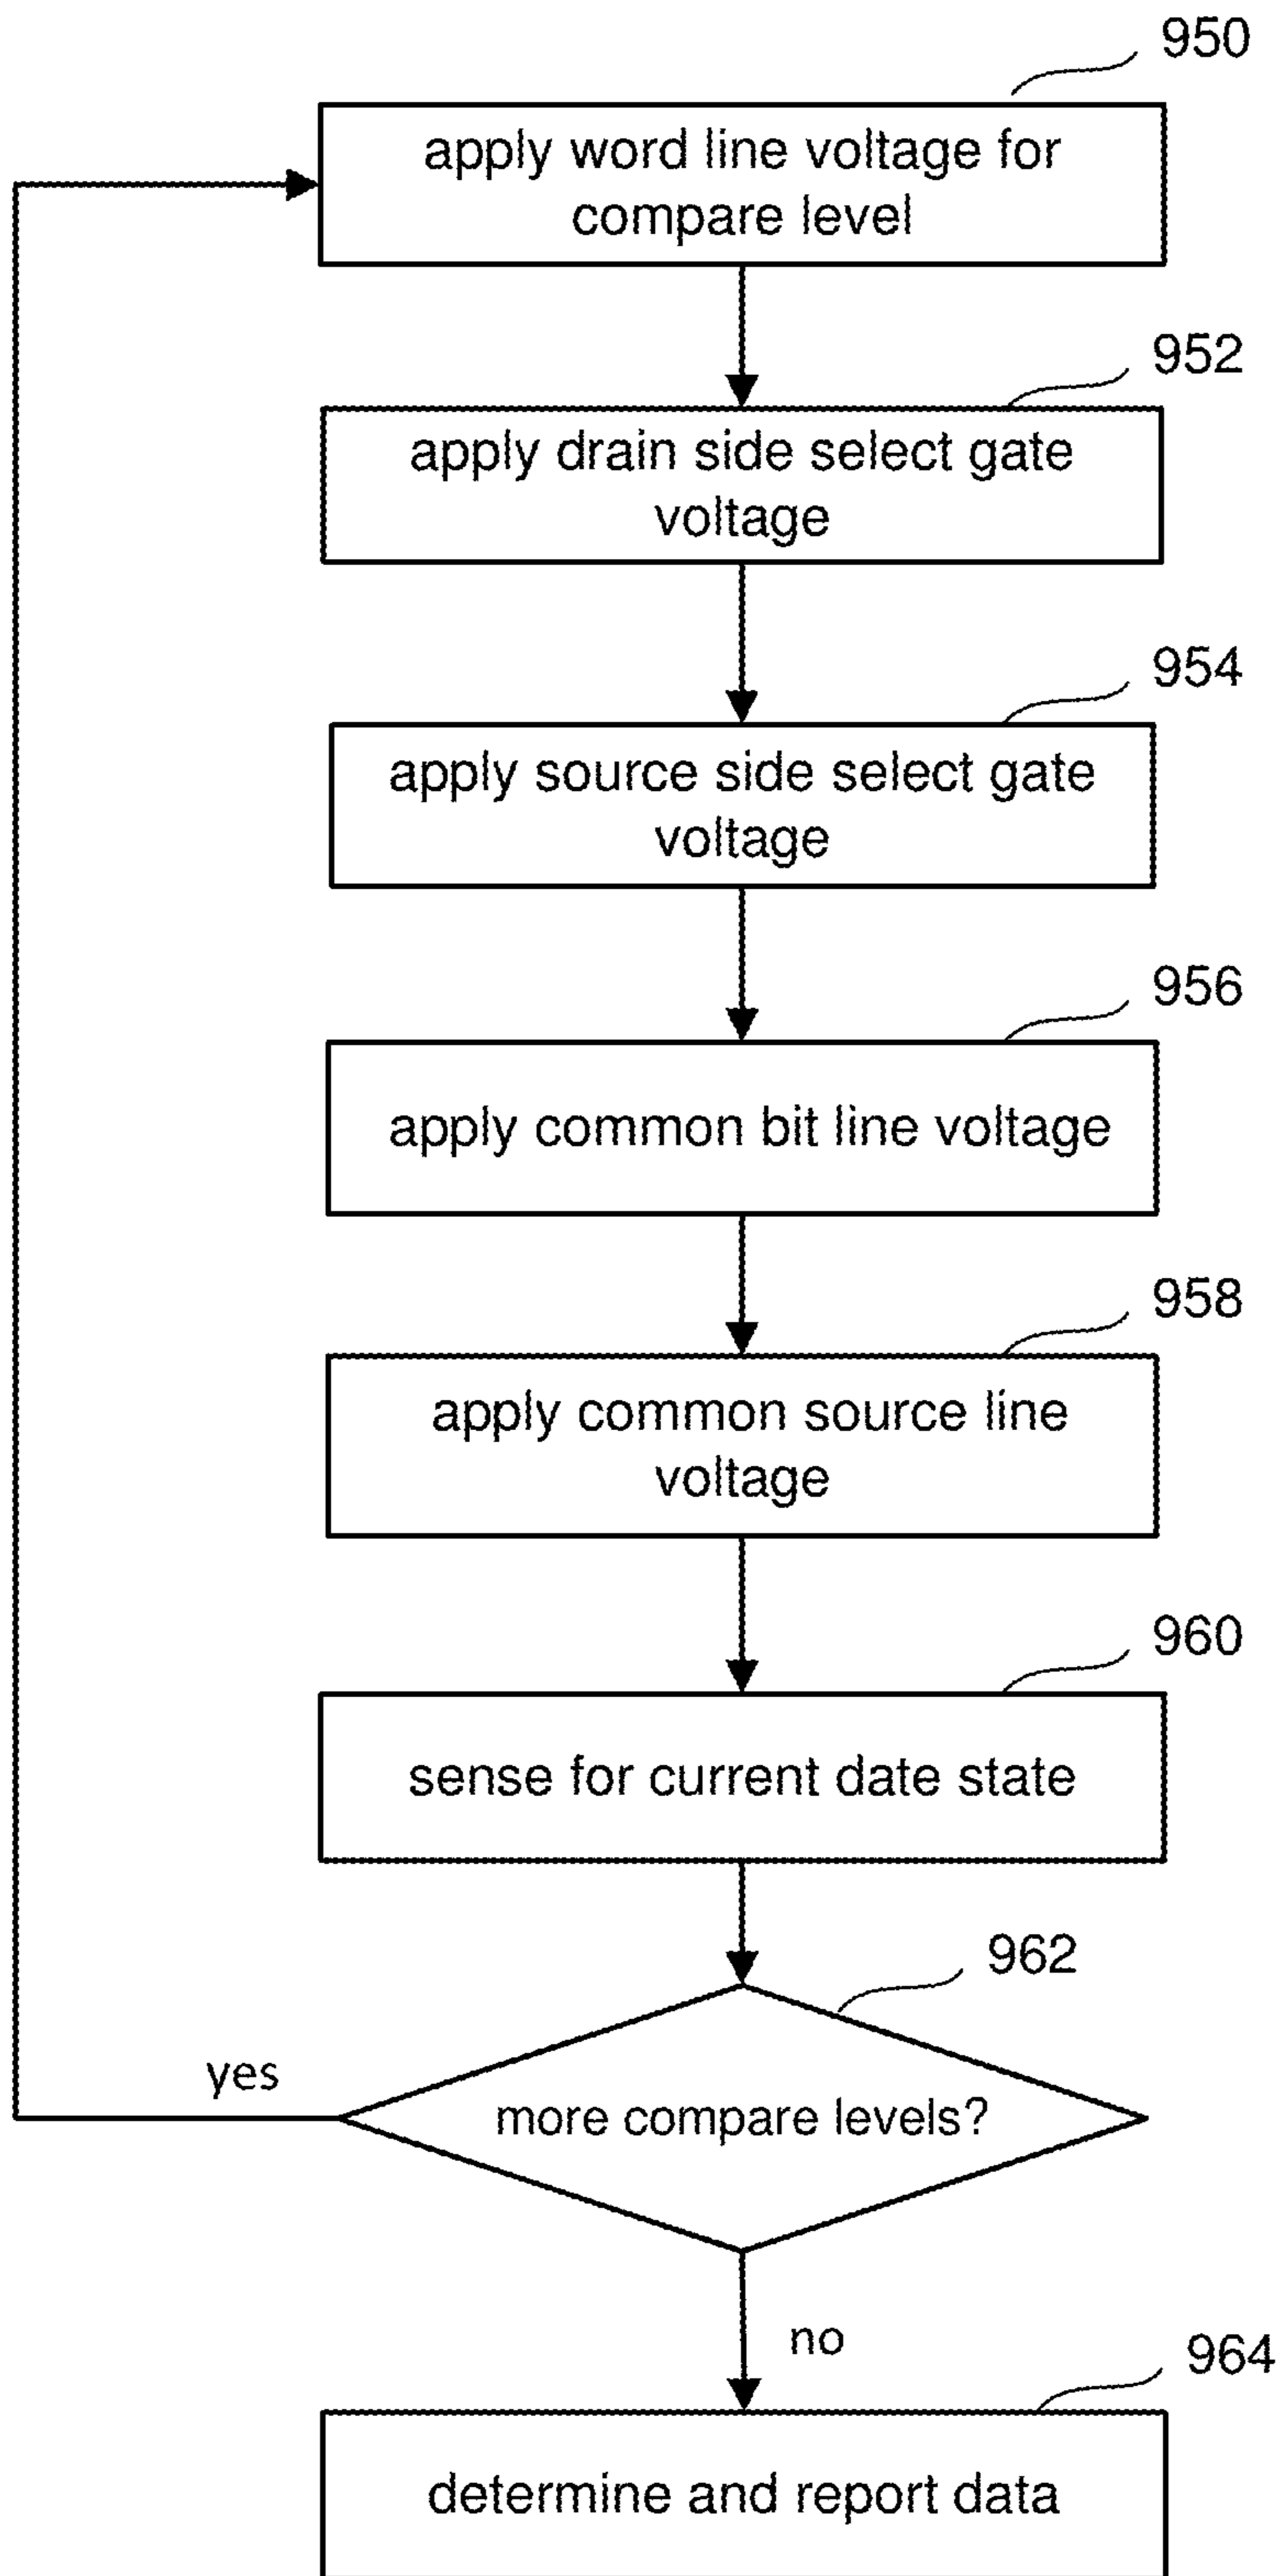 950
apply word line voltage for
compare level
952
apply drain side select gate
voltage
954
apply source side select gate
voltage
956
apply common bit line voltage
958
apply common source line
voltage
960
sense for current date state
962
yes
more compare levels?
no
964
determine and report data